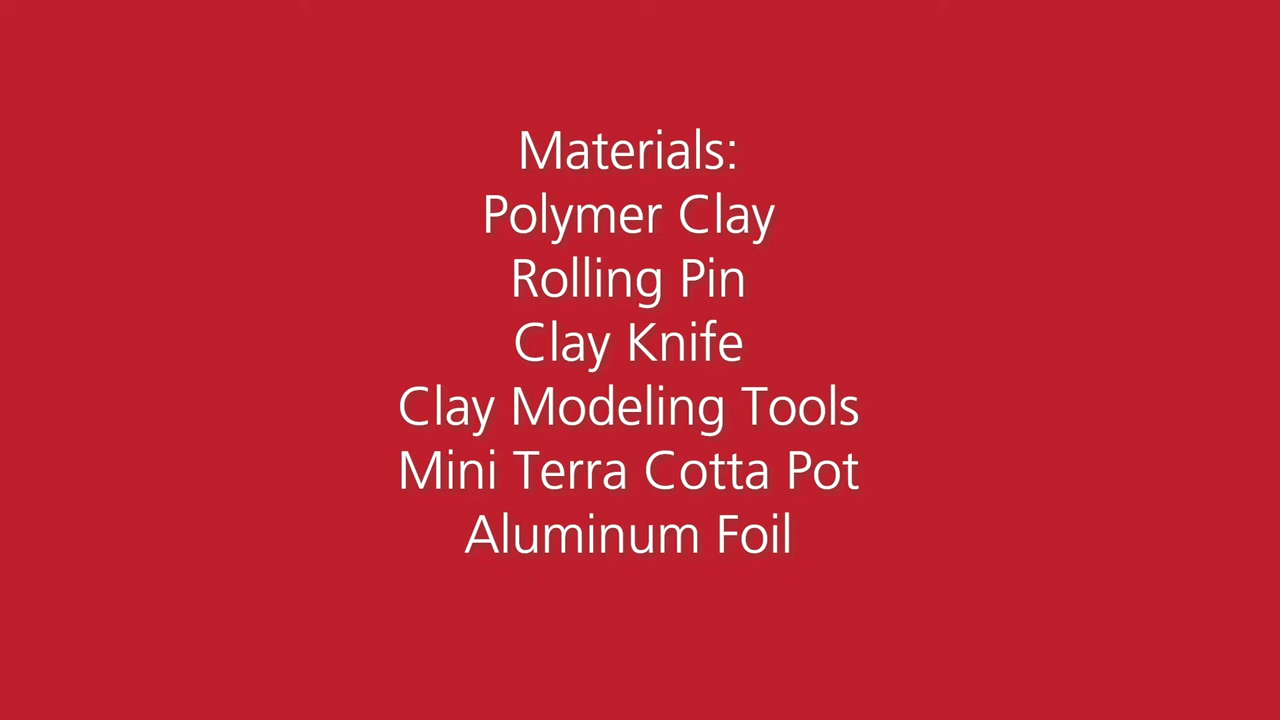 Materials:
Polymer Clay
Rolling Pin
Clay Knife
Clay Modeling Tools
Mini Terra Cotta Pot
Aluminum Foil